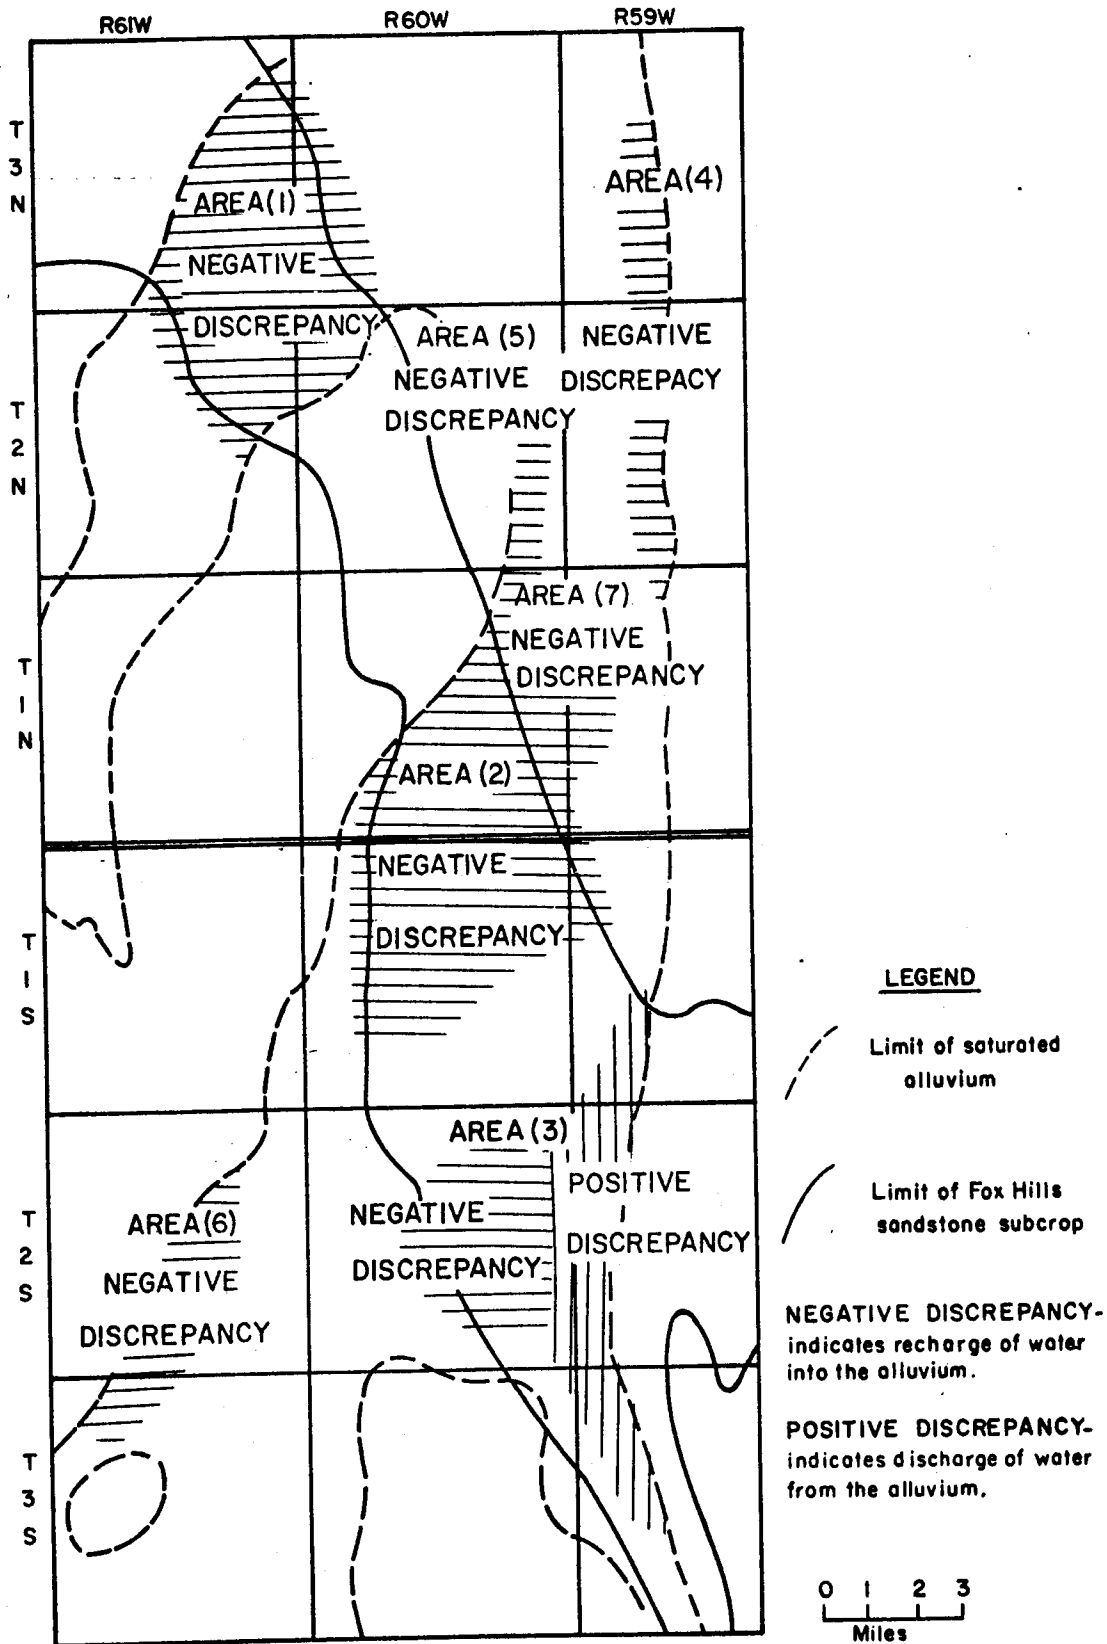 R61W R60W R59W
T
3
N
AREA (1)
NEGATIVE
DISCREPANCY
AREA (4)
NEGATIVE
DISCREPACY
AREA (5)
NEGATIVE
DISCREPANCY
T
2
N
AREA (7)
NEGATIVE
DISCREPANCY
T
1
N
AREA (2)
NEGATIVE
DISCREPANCY
T
1
S
AREA (3)
NEGATIVE
DISCREPANCY
POSITIVE
DISCREPANCY
T
2
S
AREA (6)
NEGATIVE
DISCREPANCY
T
3
S
LEGEND
Limit of saturated
alluvium
Limit of Fox Hills
sandstone subcrop
NEGATIVE DISCREPANCY-
indicates recharge of water
into the alluvium.
POSITIVE DISCREPANCY-
indicates discharge of water
from the alluvium.
0 1 2 3
Miles